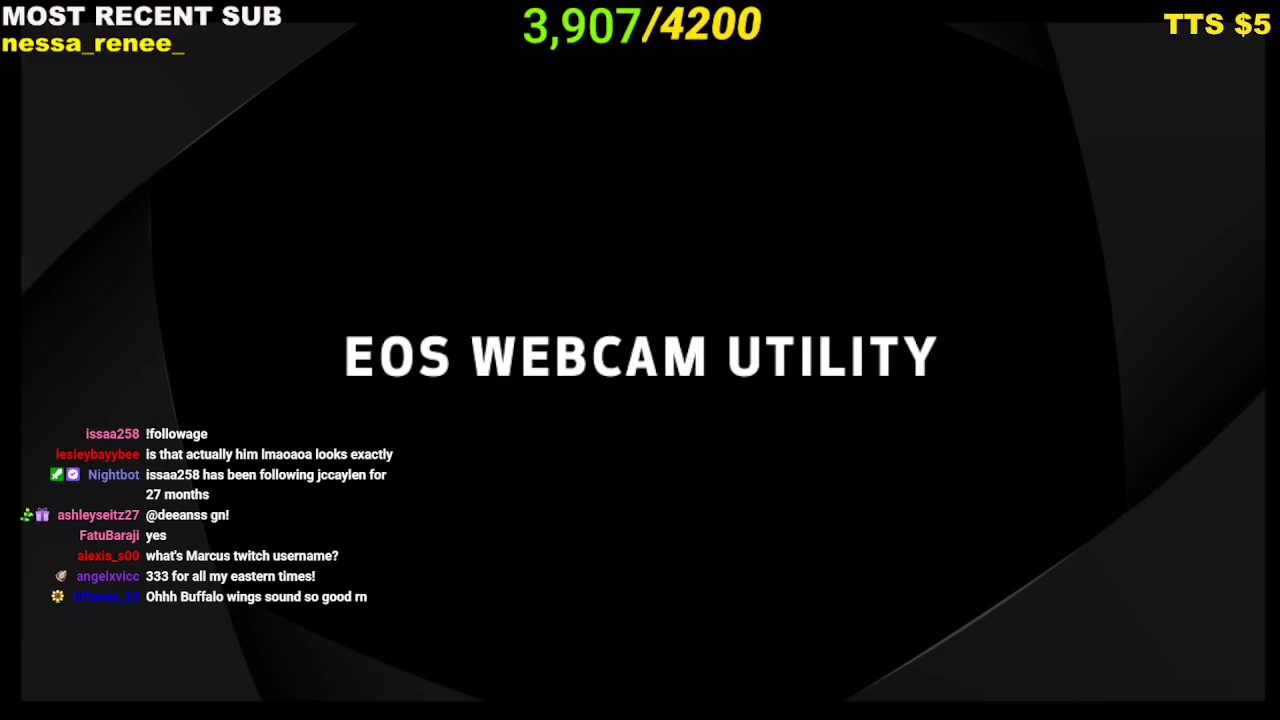 MOST RECENT SUB
nessa_renee_
3,907/4200
TTS $5
EOS WEBCAM UTILITY
issaa258 !followage
lesleybayybee is that actually him lmaoaoa looks exactly
Nightbot issaa258 has been following jccaylen for
27 months
ashleyseitz27 @deeanss gn!
FatuBaraji yes
alexis_s00 what's Marcus twitch username?
angelxvicc 333 for all my eastern times!
Ohhh Buffalo wings sound so good rn